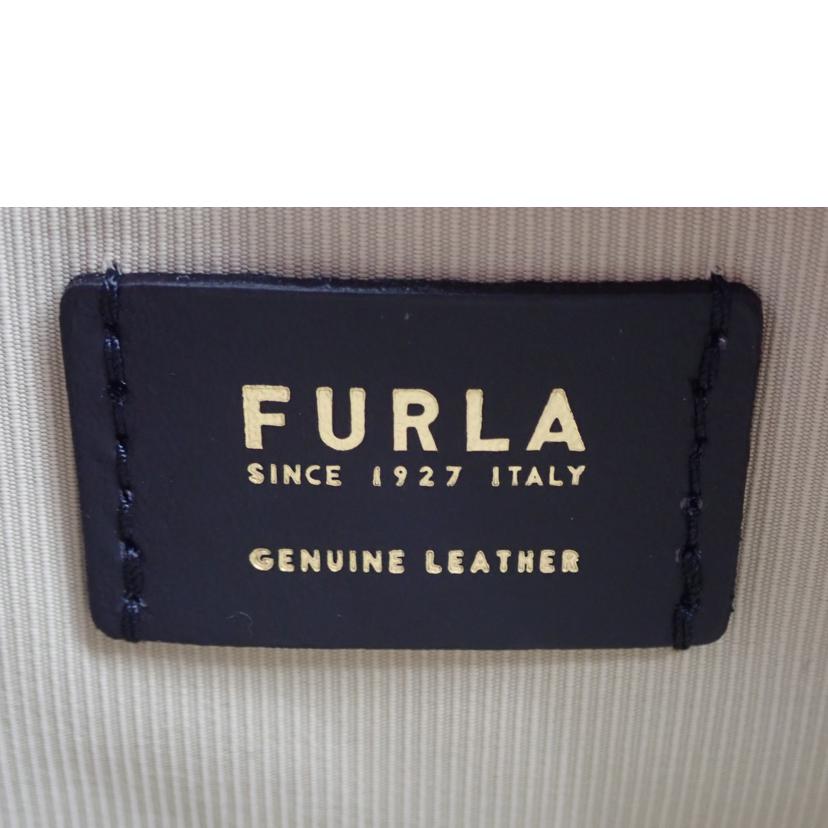 FURLA
SINCE 1927 ITALY
GENUINE LEATHER